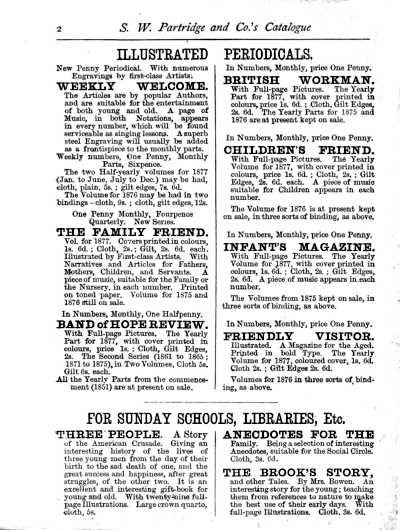 2
S. W. Partridge and Co.'s Catalogue
ILLUSTRATED PERIODICALS.
New Penny Periodical. With numerous
Engravings by first-class Artists.
WEEKLY WELCOME.
The Articles are by popular Authors,
and are suitable for the entertainment
of both young and old. A page of
Music, in both Notations, appears
in every number, which will be found
serviceable as singing lessons. A superb
steel Engraving will usually be added
as a frontispiece to the monthly parts.
Weekly numbers, One Penny, Monthly
Parts, Sixpence.
The two Half-yearly volumes for 1877
(Jan. to June, July to Dec.) may be had,
cloth, plain, 5s.; gilt edges, 7s. 6d.
The Volume for 1876 may be had in two
bindings—cloth, 9s.; cloth, gilt edges, 12s.
One Penny Monthly, Fourpence
Quarterly. New Series.
THE FAMILY FRIEND.
Vol. for 1877. Covers printed in colours,
1s. 6d.; Cloth, 2s.; Gilt, 2s. 6d. each.
Illustrated by First-class Artists. With
Narratives and Articles for Fathers,
Mothers, Children, and Servants. A
piece of music, suitable for the Family or
the Nursery, in each number. Printed
on toned paper. Volume for 1875 and
1876 still on sale.
In Numbers, Monthly, One Halfpenny.
BAND of HOPE REVIEW.
With Full-page Pictures. The Yearly
Part for 1877, with cover printed in
colours, price 1s.; Cloth, Gilt Edges,
2s. The Second Series (1861 to 1865;
1871 to 1875), in Two Volumes, Cloth 5s.
Gilt 6s. each.
All the Yearly Parts from the commence-
ment (1851) are at present on sale.
In Numbers, Monthly, price One Penny.
BRITISH WORKMAN.
With Full-page Pictures. The Yearly
Part for 1877, with cover printed in
colours, price 1s. 6d.; Cloth, Gilt Edges,
2s. 6d. The Yearly Parts for 1875 and
1876 are at present kept on sale.
In Numbers, Monthly, price One Penny.
CHILDREN'S FRIEND.
With Full-page Pictures. The Yearly
Volume for 1877, with cover printed in
colours, price 1s. 6d.; Cloth, 2s.; Gilt
Edges, 2s. 6d. each. A piece of music
suitable for Children appears in each
number.
The Volume for 1876 is at present kept
on sale, in three sorts of binding, as above.
In Numbers, Monthly, price One Penny.
INFANT'S MAGAZINE.
With Full-page Pictures. The Yearly
Volume for 1877, with cover printed in
colours, 1s. 6d.; Cloth, 2s.; Gilt Edges,
2s. 6d. A piece of music appears in each
number.
The Volumes from 1875 kept on sale, in
three sorts of binding, as above.
In Numbers, Monthly, price One Penny.
FRIENDLY VISITOR.
Illustrated. A Magazine for the Aged.
Printed in bold Type. The Yearly
Volume for 1877, coloured cover, 1s. 6d.
Cloth 2s.; Gilt Edges 2s. 6d.
Volumes for 1876 in three sorts of bind-
ing, as above.
FOR SUNDAY SCHOOLS, LIBRARIES, Etc.
THREE PEOPLE. A Story
of the American Crusade. Giving an
interesting history of the lives of
three young men from the day of their
birth to the sad death of one, and the
great success and happiness, after great
struggles, of the other two. It is an
excellent and interesting gift-book for
young and old. With twenty-nine full-
page Illustrations. Large crown quarto,
cloth, 5s.
ANECDOTES FOR THE
Family. Being a selection of interesting
Anecdotes, suitable for the Social Circle.
Cloth, 3s. 6d.
THE BROOK'S STORY,
and other Tales. By Mrs. Bowen. An
interesting story for the young; teaching
them from references to nature to make
the best use of their early days. With
full-page Illustrations. Cloth, 3s. 6d.